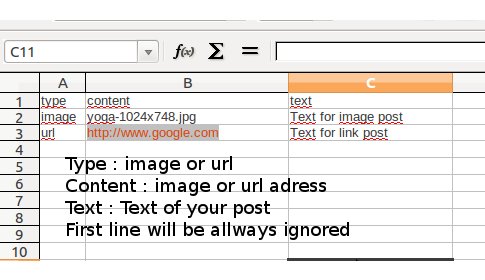 C11 f(x) Σ =
A B C
1 type content text
2 image yoga-1024x748.jpg Text for image post
3 url http://www.google.com Text for link post
4
5 Type : image or url
6 Content : image or url adress
7 Text : Text of your post
8 First line will be allways ignored
9
10